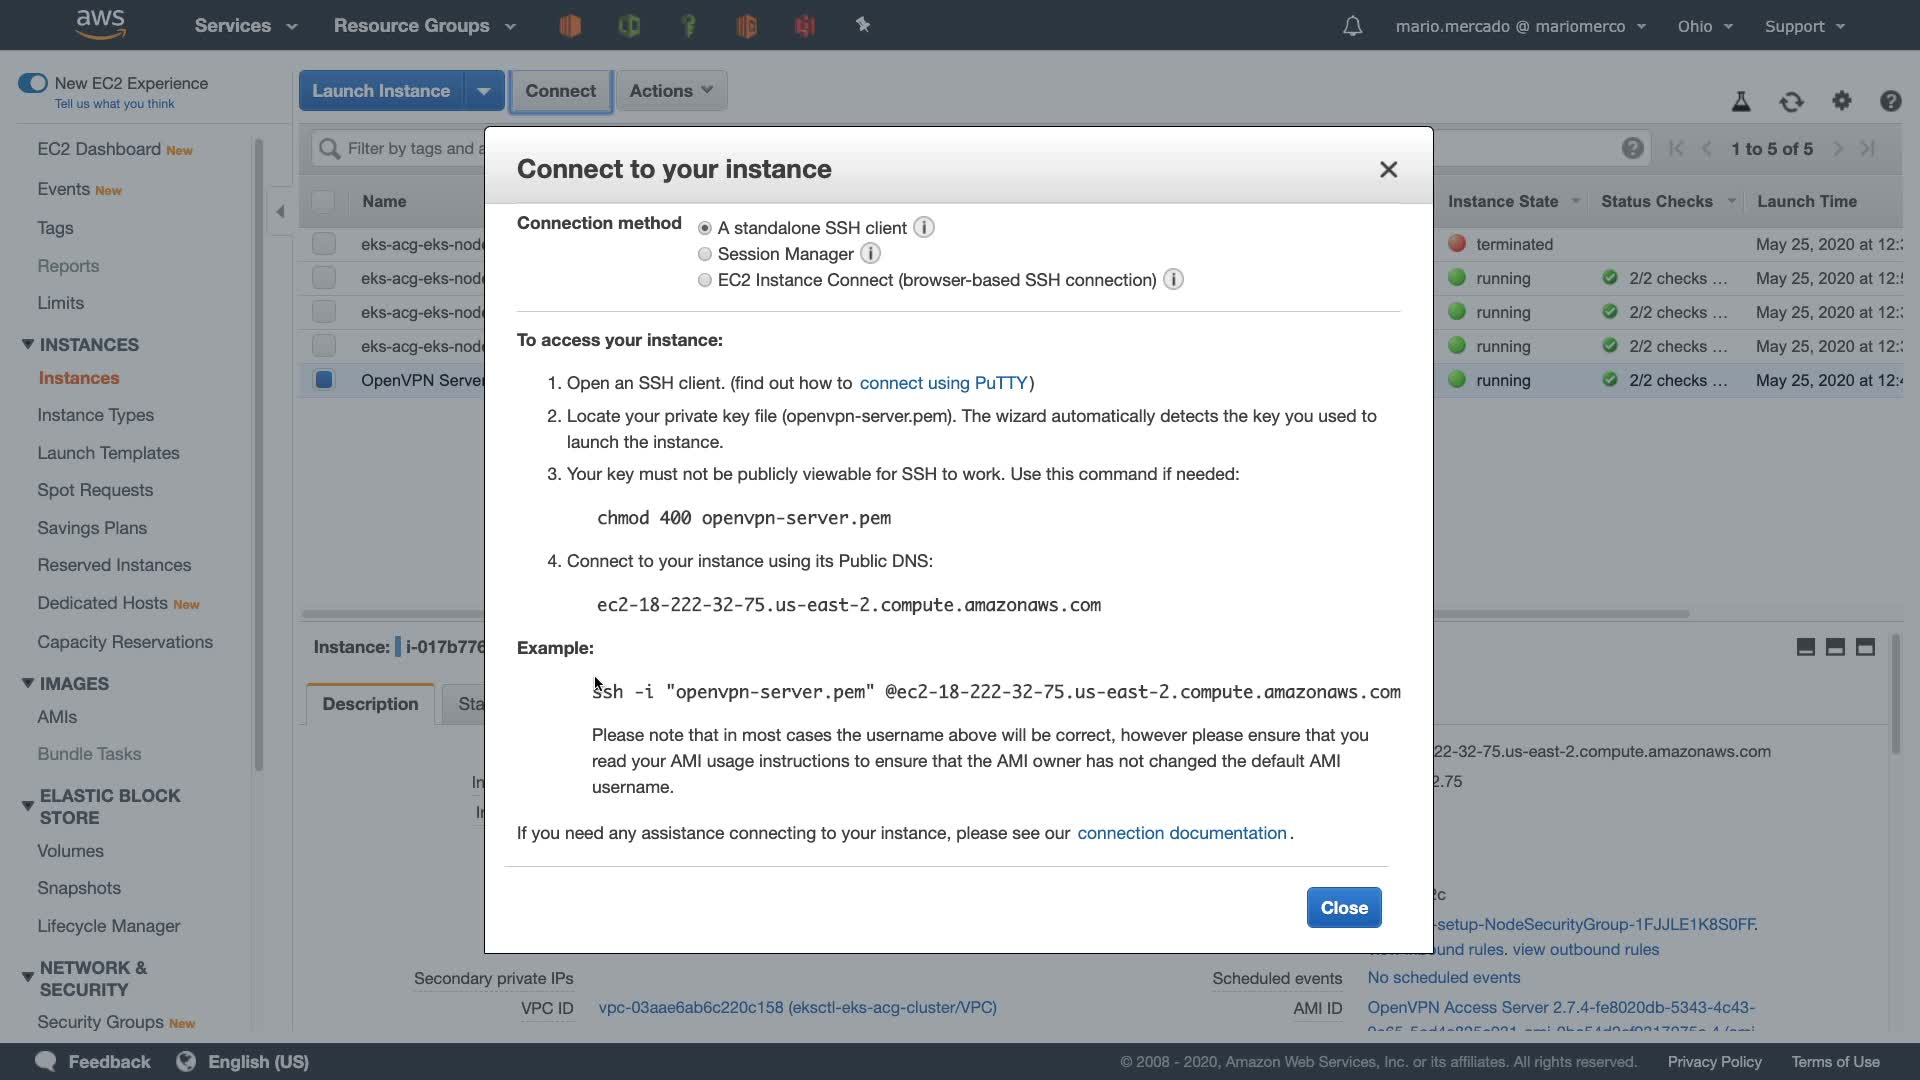 aws
Services
Resource Groups
mario.mercado @ mariomerco
Ohio
Support
New EC2 Experience
Tell us what you think
Launch Instance
Connect
Actions
EC2 Dashboard New
Events New
Tags
Reports
Limits
INSTANCES
Instances
Instance Types
Launch Templates
Spot Requests
Savings Plans
Reserved Instances
Dedicated Hosts New
Capacity Reservations
IMAGES
AMIs
Bundle Tasks
ELASTIC BLOCK
STORE
Volumes
Snapshots
Lifecycle Manager
NETWORK &
SECURITY
Security Groups New
Filter by tags and a
1 to 5 of 5
Name
Instance State
Status Checks
Launch Time
eks-acg-eks-node
terminated
May 25, 2020 at 12:
eks-acg-eks-node
running
2/2 checks ...
May 25, 2020 at 12:
eks-acg-eks-node
running
2/2 checks ...
May 25, 2020 at 12:
eks-acg-eks-node
running
2/2 checks ...
May 25, 2020 at 12:
OpenVPN Server
running
2/2 checks ...
May 25, 2020 at 12:
Connect to your instance
Connection method
A standalone SSH client
Session Manager
EC2 Instance Connect (browser-based SSH connection)
To access your instance:
1. Open an SSH client. (find out how to connect using PuTTY)
2. Locate your private key file (openvpn-server.pem). The wizard automatically detects the key you used to
launch the instance.
3. Your key must not be publicly viewable for SSH to work. Use this command if needed:
chmod 400 openvpn-server.pem
4. Connect to your instance using its Public DNS:
ec2-18-222-32-75.us-east-2.compute.amazonaws.com
Example:
ssh -i "openvpn-server.pem" @ec2-18-222-32-75.us-east-2.compute.amazonaws.com
Please note that in most cases the username above will be correct, however please ensure that you
read your AMI usage instructions to ensure that the AMI owner has not changed the default AMI
username.
If you need any assistance connecting to your instance, please see our connection documentation.
Close
Instance: i-017b776
Description
Sta
22-32-75.us-east-2.compute.amazonaws.com
2.75
In
2c
-setup-NodeSecurityGroup-1FJJLE1K8S0FF.
view outbound rules
Secondary private IPs
Scheduled events
No scheduled events
VPC ID
vpc-03aae6ab6c220c158 (eksctl-eks-acg-cluster/VPC)
AMI ID
OpenVPN Access Server 2.7.4-fe8020db-5343-4c43-
Feedback
English (US)
© 2008 - 2020, Amazon Web Services, Inc. or its affiliates. All rights reserved.
Privacy Policy
Terms of Use